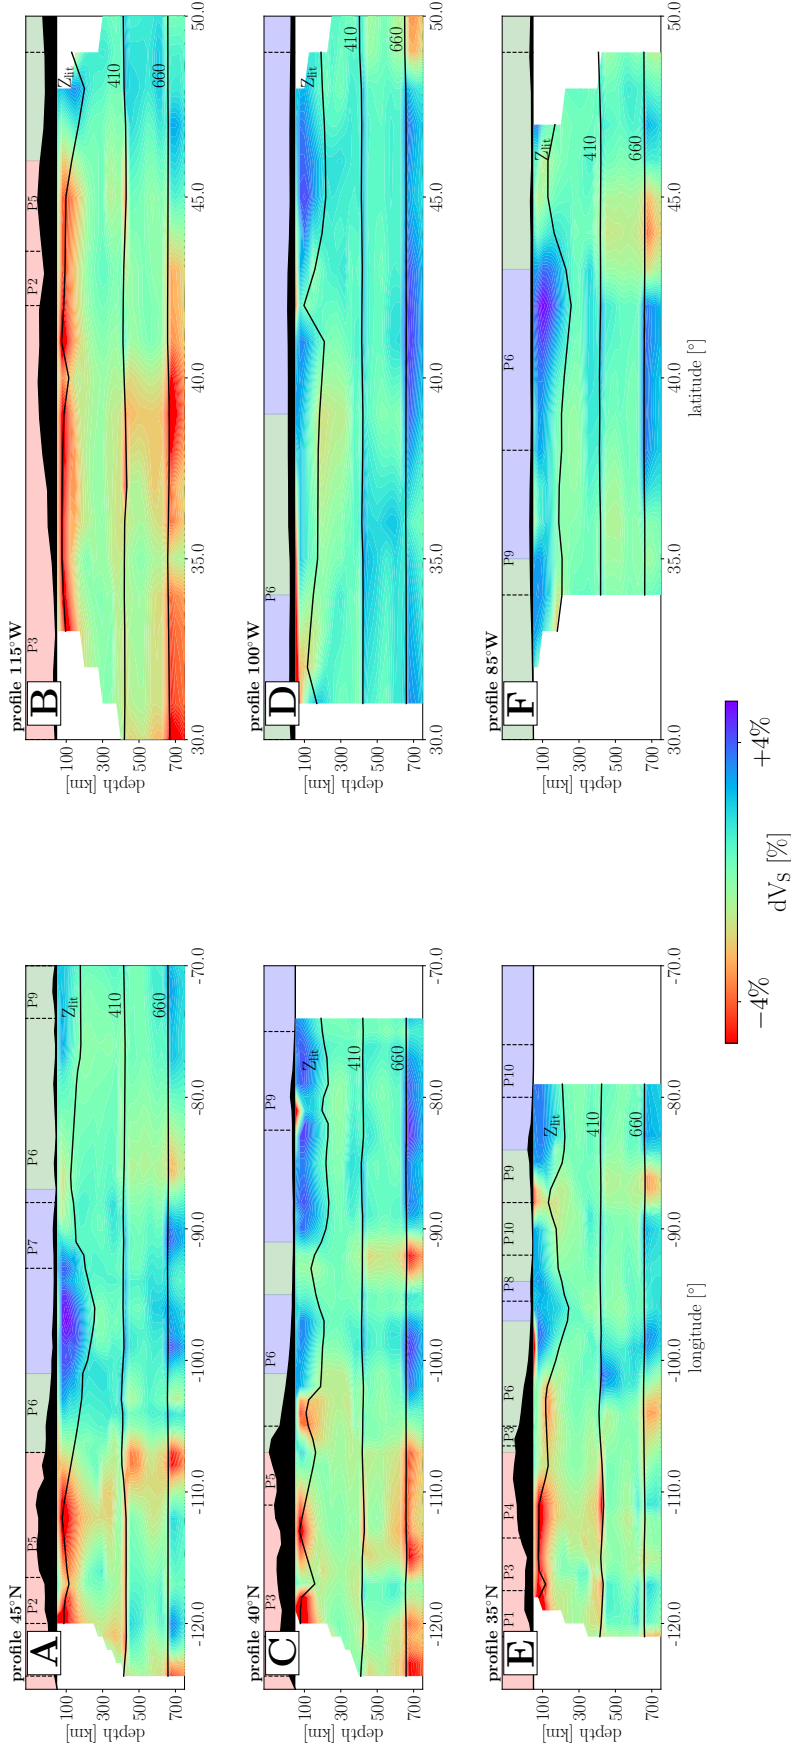 profile 45°N
A
P2 P5 P6 P7 P6 P9
Z_lit
410
660
depth [km]
100 300 500 700
-120.0 -110.0 -100.0 -90.0 -80.0 -70.0
profile 115°W
B
P3 P2 P5
Z_lit
410
660
depth [km]
100 300 500 700
30.0 35.0 40.0 45.0 50.0
profile 40°N
C
P3 P5 P6 P9
Z_lit
410
660
depth [km]
100 300 500 700
-120.0 -110.0 -100.0 -90.0 -80.0 -70.0
profile 100°W
D
P6
Z_lit
410
660
depth [km]
100 300 500 700
30.0 35.0 40.0 45.0 50.0
profile 35°N
E
P1 P3 P4 P3 P6 P8 P10 P9 P10
Z_lit
410
660
depth [km]
100 300 500 700
-120.0 -110.0 -100.0 -90.0 -80.0 -70.0
longitude [°]
profile 85°W
F
P9 P6
Z_lit
410
660
depth [km]
100 300 500 700
30.0 35.0 40.0 45.0 50.0
latitude [°]
−4% +4%
dVs [%]